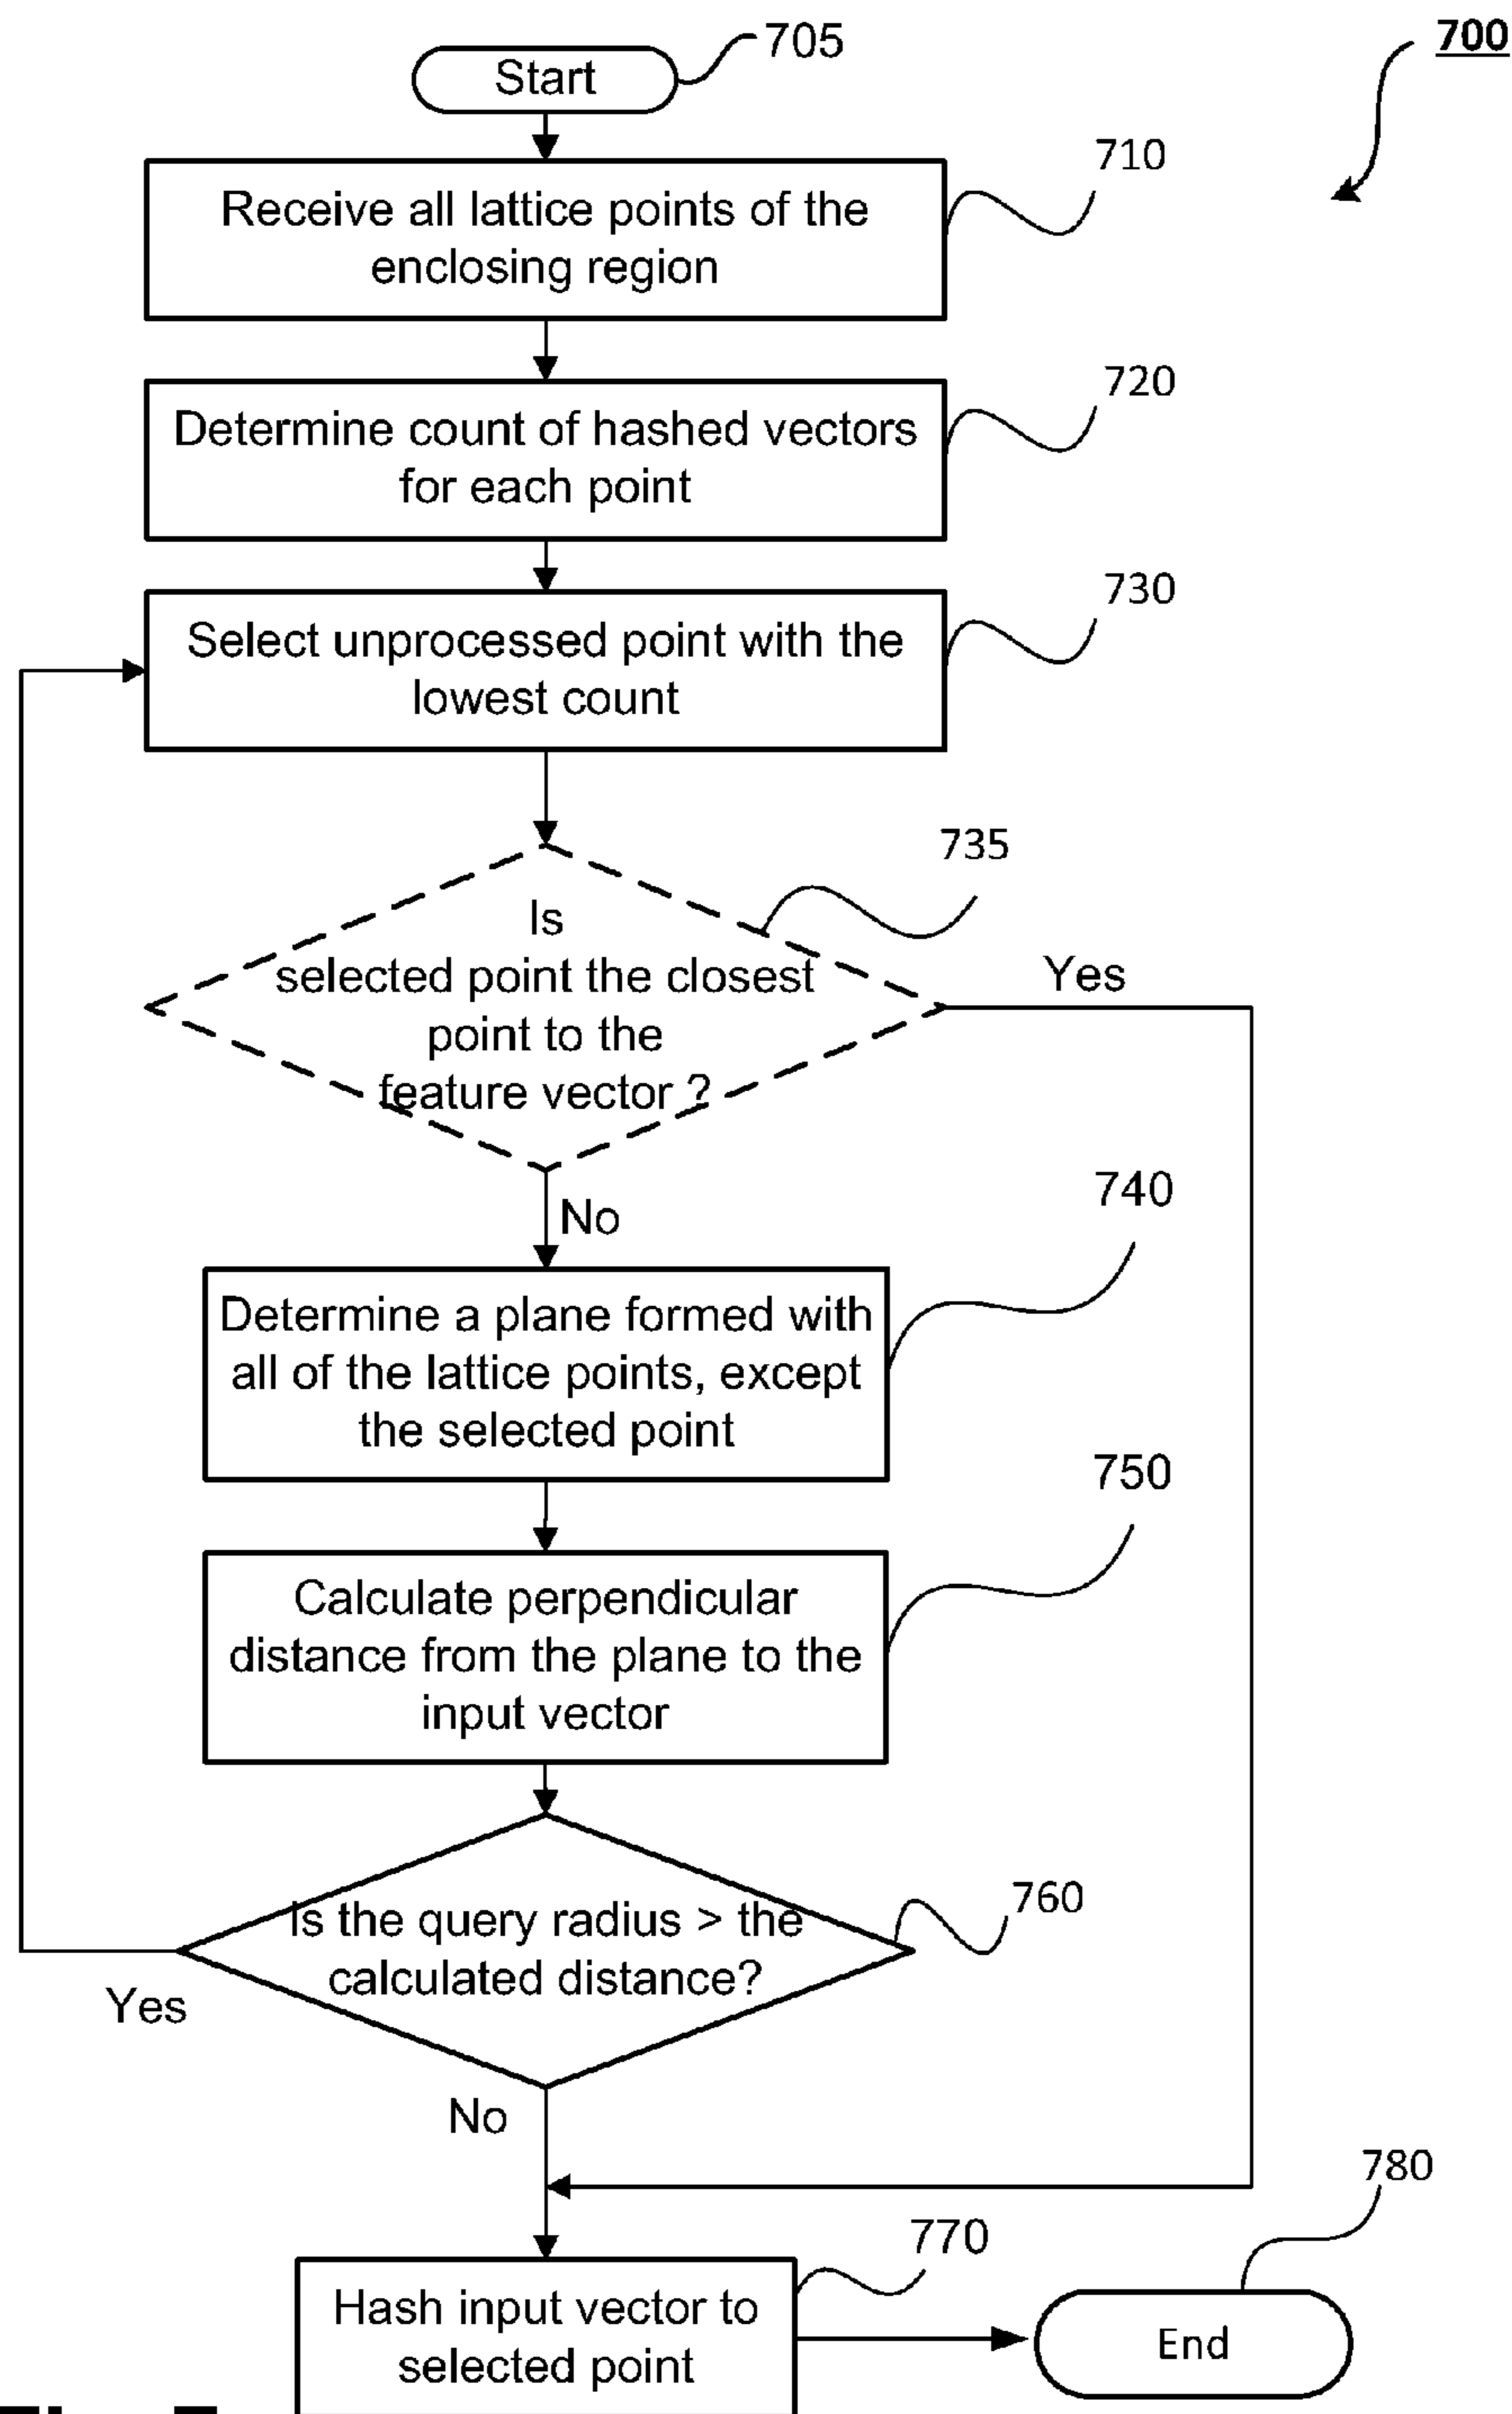 700
Start
705
710
Receive all lattice points of the
enclosing region
720
Determine count of hashed vectors
for each point
730
Select unprocessed point with the
lowest count
735
Is
selected point the closest
point to the
feature vector ?
Yes
No
740
Determine a plane formed with
all of the lattice points, except
the selected point
750
Calculate perpendicular
distance from the plane to the
input vector
760
Is the query radius > the
calculated distance?
Yes
No
770
Hash input vector to
selected point
780
End